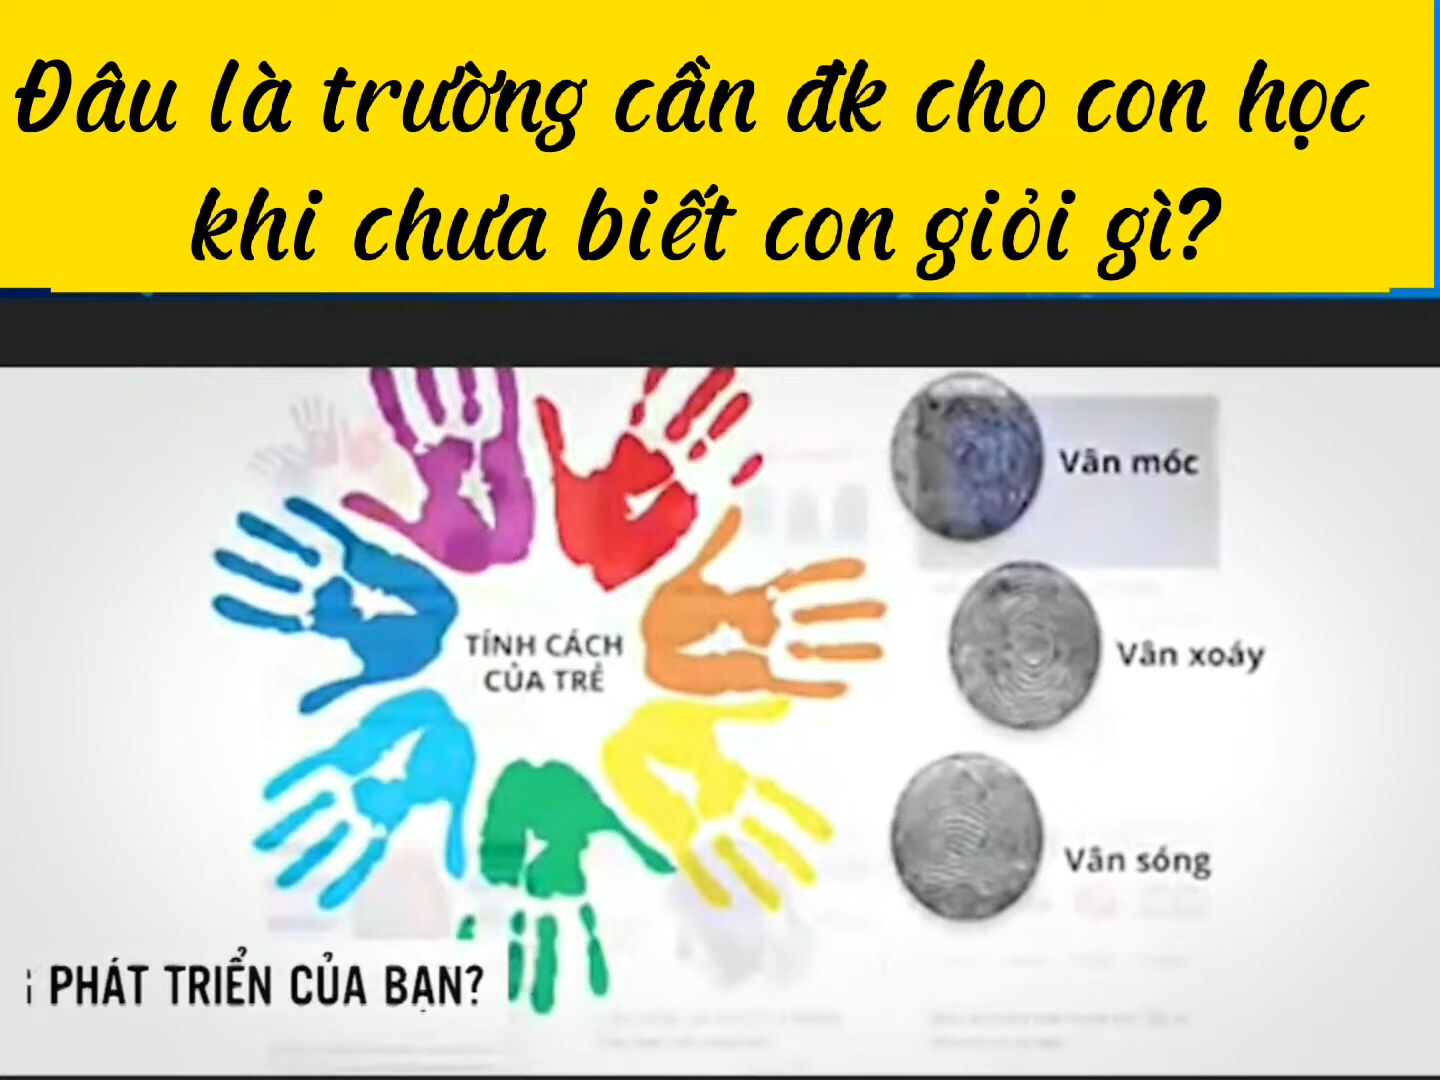 Đâu là trường cần đk cho con học
khi chưa biết con giỏi gì?
Vân móc
TÍNH CÁCH
CỦA TRẺ
Vân xoáy
Vân sóng
PHÁT TRIỂN CỦA BẠN?